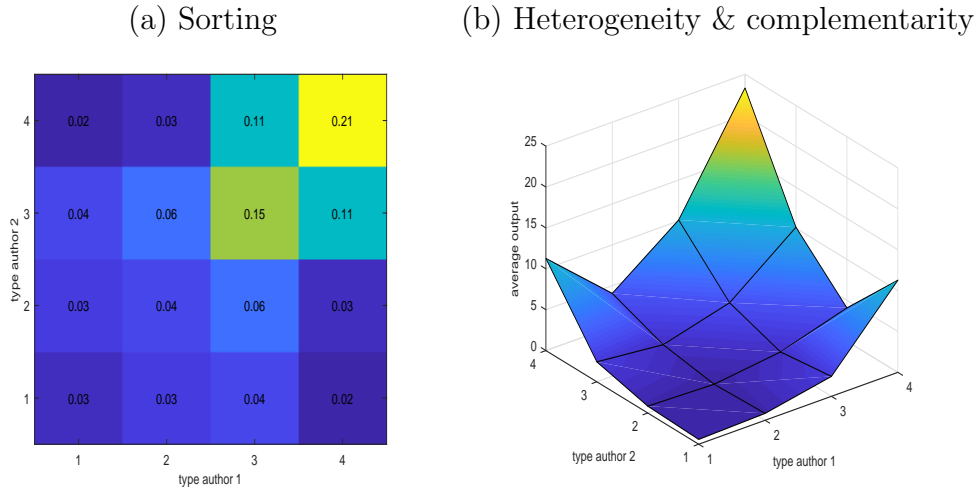 (a) Sorting
(b) Heterogeneity & complementarity
4
3
2
1
type author 2
0.02 0.03 0.11 0.21
0.04 0.06 0.15 0.11
0.03 0.04 0.06 0.03
0.03 0.03 0.04 0.02
1 2 3 4
type author 1
25
20
15
10
5
0
average output
4
3
2
1
type author 2
1
2
3
4
type author 1